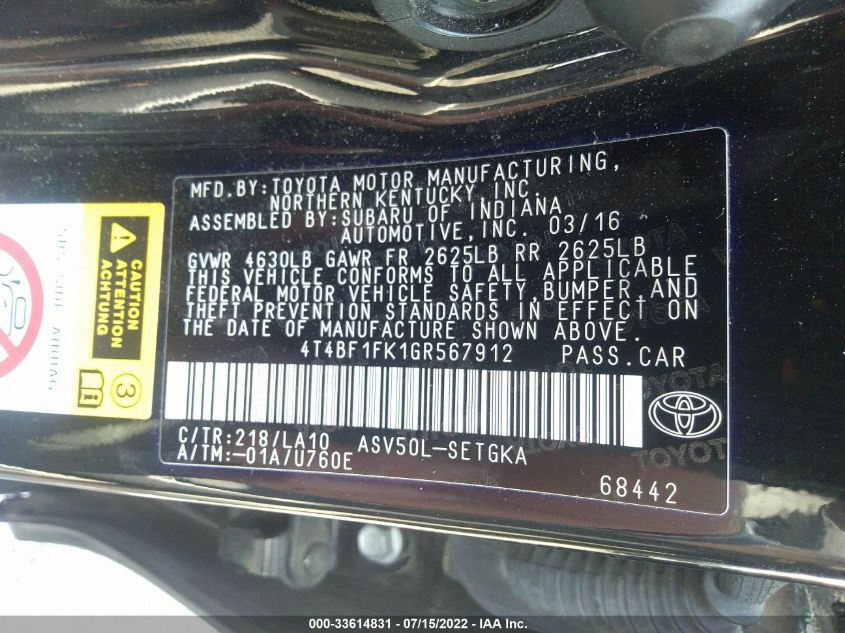 MFD.BY:TOYOTA MOTOR MANUFACTURING,
NORTHERN KENTUCKY,INC.
ASSEMBLED BY:SUBARU OF INDIANA
AUTOMOTIVE,INC. 03/16
GVWR 4630LB GAWR FR 2625LB RR 2625LB
THIS VEHICLE CONFORMS TO ALL APPLICABLE
FEDERAL MOTOR VEHICLE SAFETY,BUMPER,AND
THEFT PREVENTION STANDARDS IN EFFECT ON
THE DATE OF MANUFACTURE SHOWN ABOVE.
4T4BF1FK1GR567912 PASS.CAR
C/TR:218/LA10 ASV50L-SETGKA
A/TM:-01A/U760E
68442
TOYOTA
SRS SIDE AIRBAG
CAUTION
ATTENTION
ACHTUNG
3
i
000-33614831 - 07/15/2022 - IAA Inc.